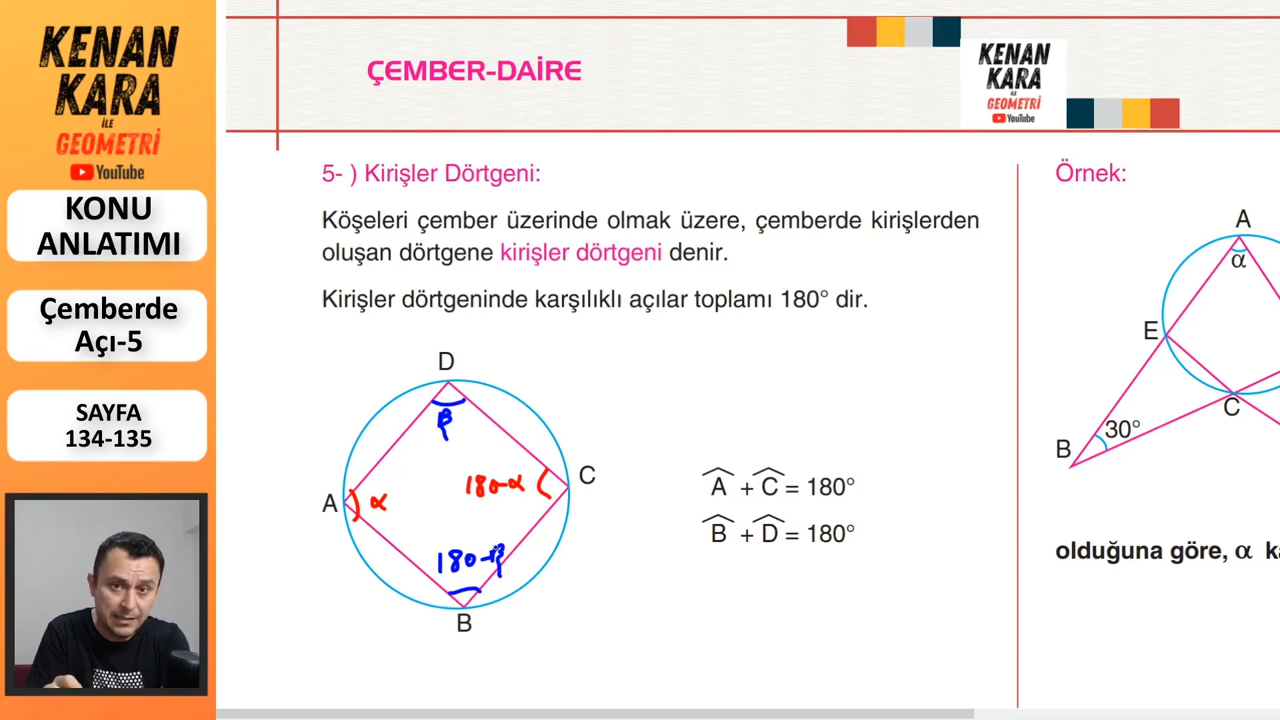 KENAN
KARA
İLE
GEOMETRİ
YouTube
KONU
ANLATIMI
Çemberde
Açı-5
SAYFA
134-135
ÇEMBER-DAİRE
KENAN
KARA
İLE
GEOMETRİ
YouTube
5- ) Kirişler Dörtgeni:
Köşeleri çember üzerinde olmak üzere, çemberde kirişlerden
oluşan dörtgene kirişler dörtgeni denir.
Kirişler dörtgeninde karşılıklı açılar toplamı 180° dir.
D
β
C
180-α
A
α
180-β
B
A + C = 180°
B + D = 180°
Örnek:
A
α
E
C
30°
B
olduğuna göre, α